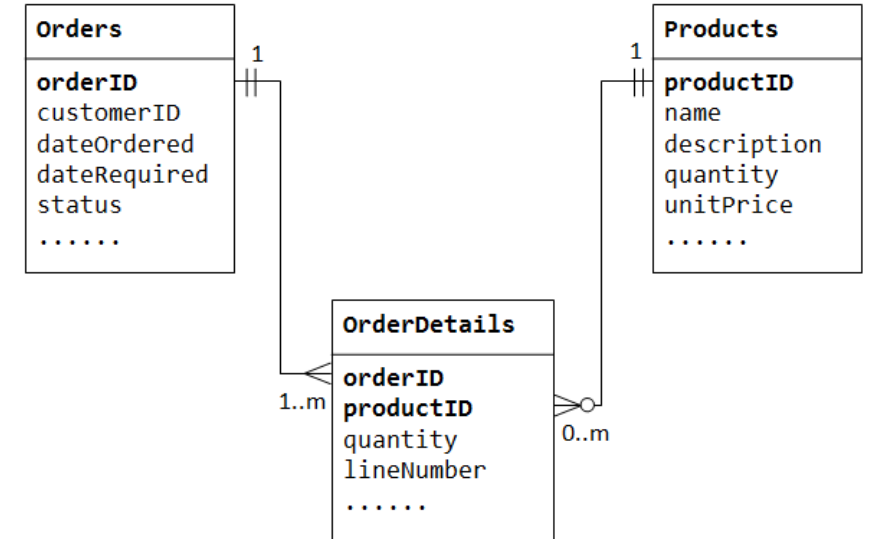 Orders
orderID
customerID
dateOrdered
dateRequired
status
......
1
1
Products
productID
name
description
quantity
unitPrice
......
OrderDetails
orderID
productID
quantity
lineNumber
......
1..m
0..m